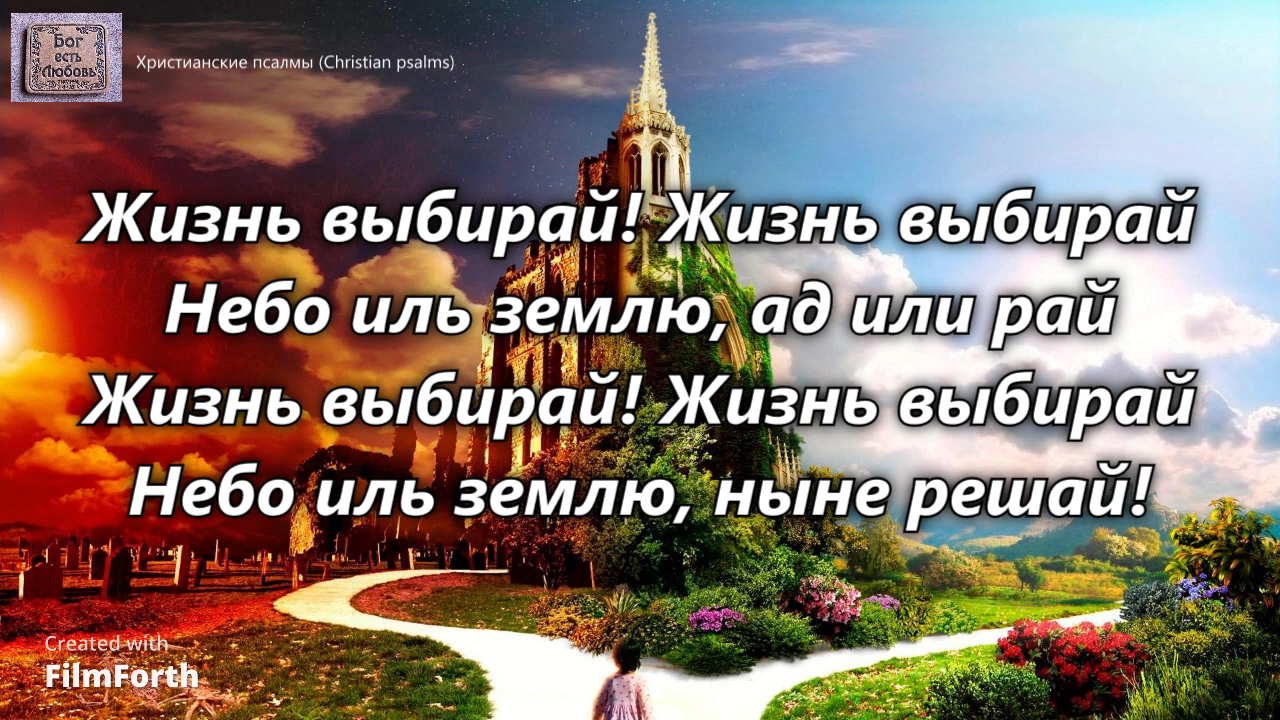 Бог
есть
Любовь
Христианские псалмы (Christian psalms)
Жизнь выбирай! Жизнь выбирай
Небо иль землю, ад или рай
Жизнь выбирай! Жизнь выбирай
Небо иль землю, ныне решай!
Created with
FilmForth